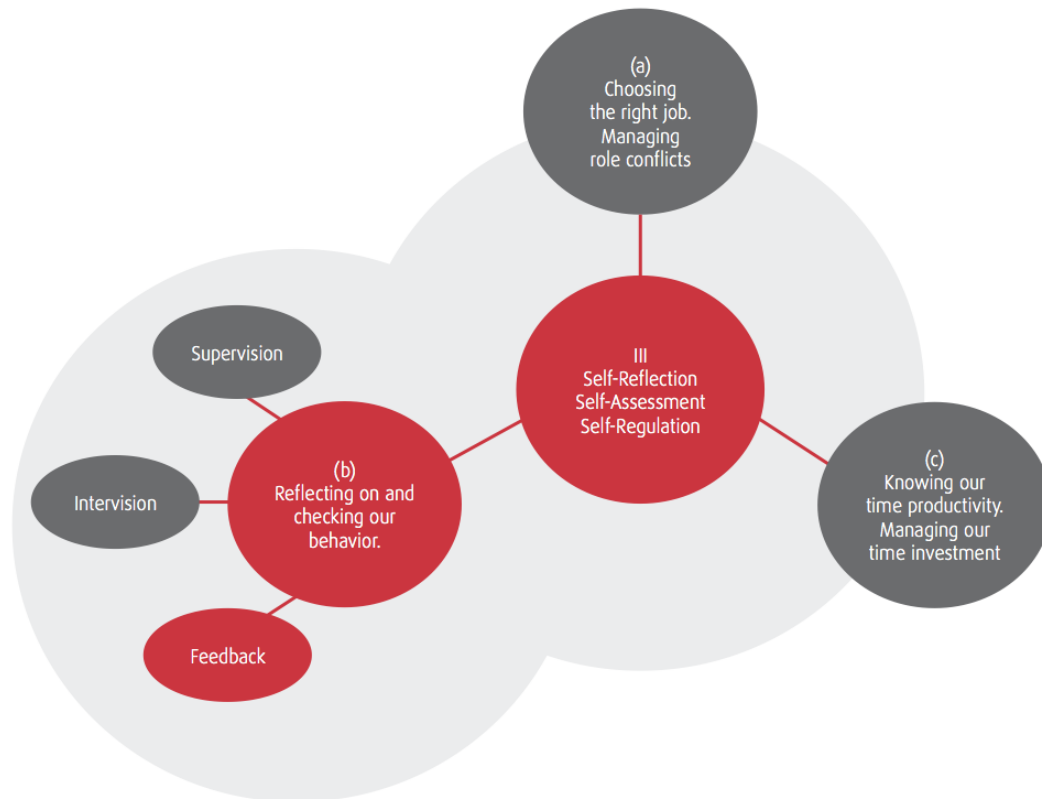 (a)
Choosing
the right job.
Managing
role conflicts
III
Self-Reflection
Self-Assessment
Self-Regulation
Supervision
Intervision
(b)
Reflecting on and
checking our
behavior.
Feedback
(c)
Knowing our
time productivity.
Managing our
time investment